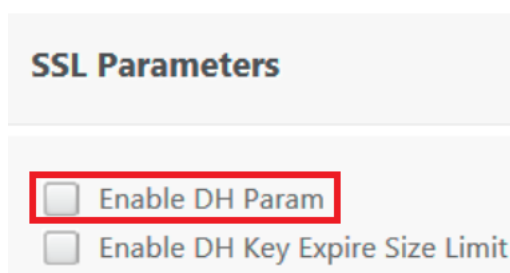 SSL Parameters
Enable DH Param
Enable DH Key Expire Size Limit